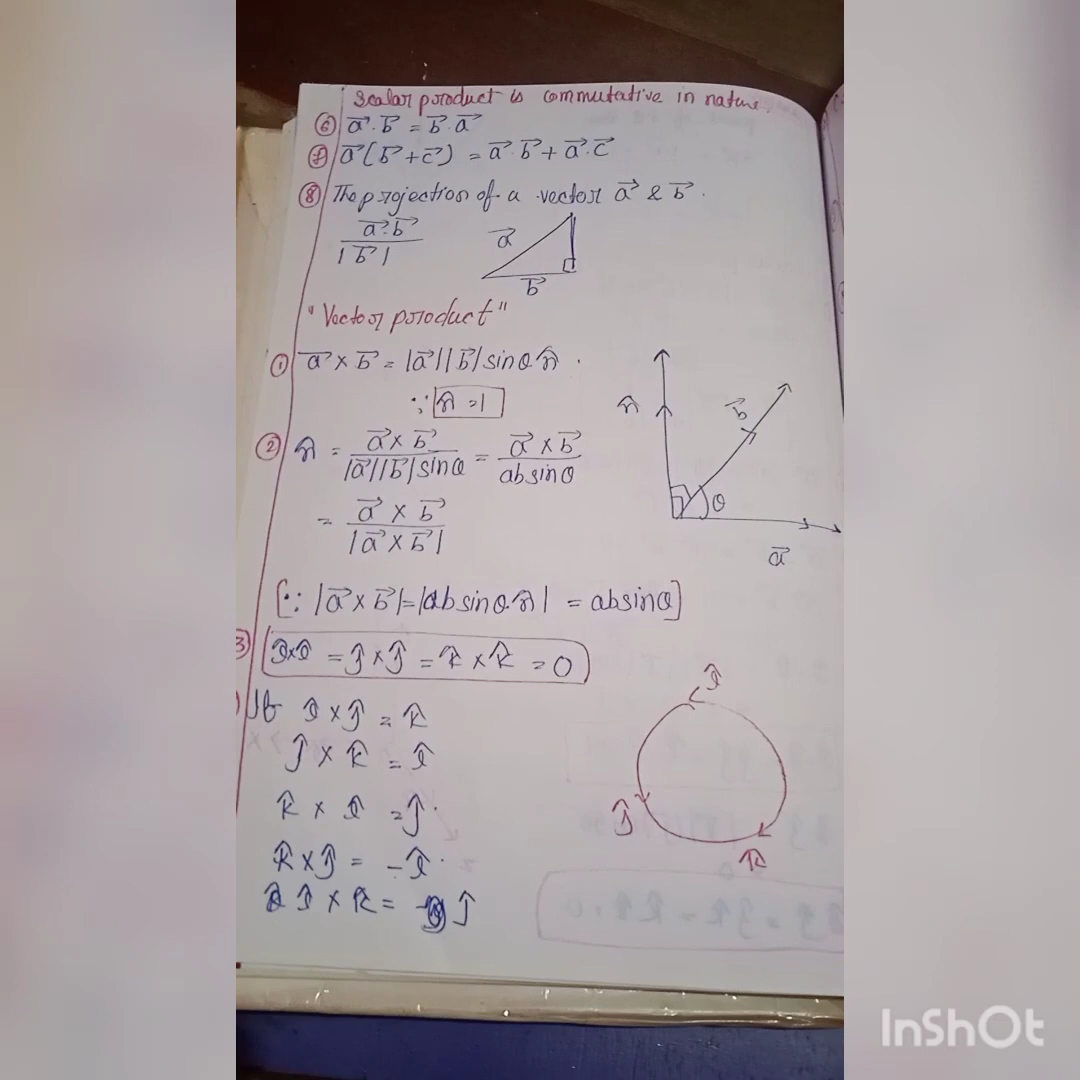 Scalar product is commutative in nature.
⑥ a⃗·b⃗ = b⃗·a⃗
⑦ a⃗(b⃗+c⃗) = a⃗·b⃗ + a⃗·c⃗
⑧ The projection of a vector a⃗ & b⃗.
a⃗·b⃗
|b⃗|
a⃗
b⃗
"Vector product"
① a⃗ × b⃗ = |a⃗||b⃗| sinθ n̂ .
∵ n̂ = 1
n̂
b⃗
θ
a⃗
② n̂ = a⃗×b⃗ / |a⃗||b⃗| sinθ = a⃗×b⃗ / ab sinθ
= a⃗ × b⃗ / |a⃗ × b⃗|
[∵ |a⃗×b⃗| = |ab sinθ n̂| = ab sinθ]
3) î×î = ĵ×ĵ = k̂×k̂ = 0
If î × ĵ = k̂
ĵ × k̂ = î
k̂ × î = ĵ.
k̂ × ĵ = -î.
î × k̂ = - ĵ
î
ĵ
k̂
InShOt